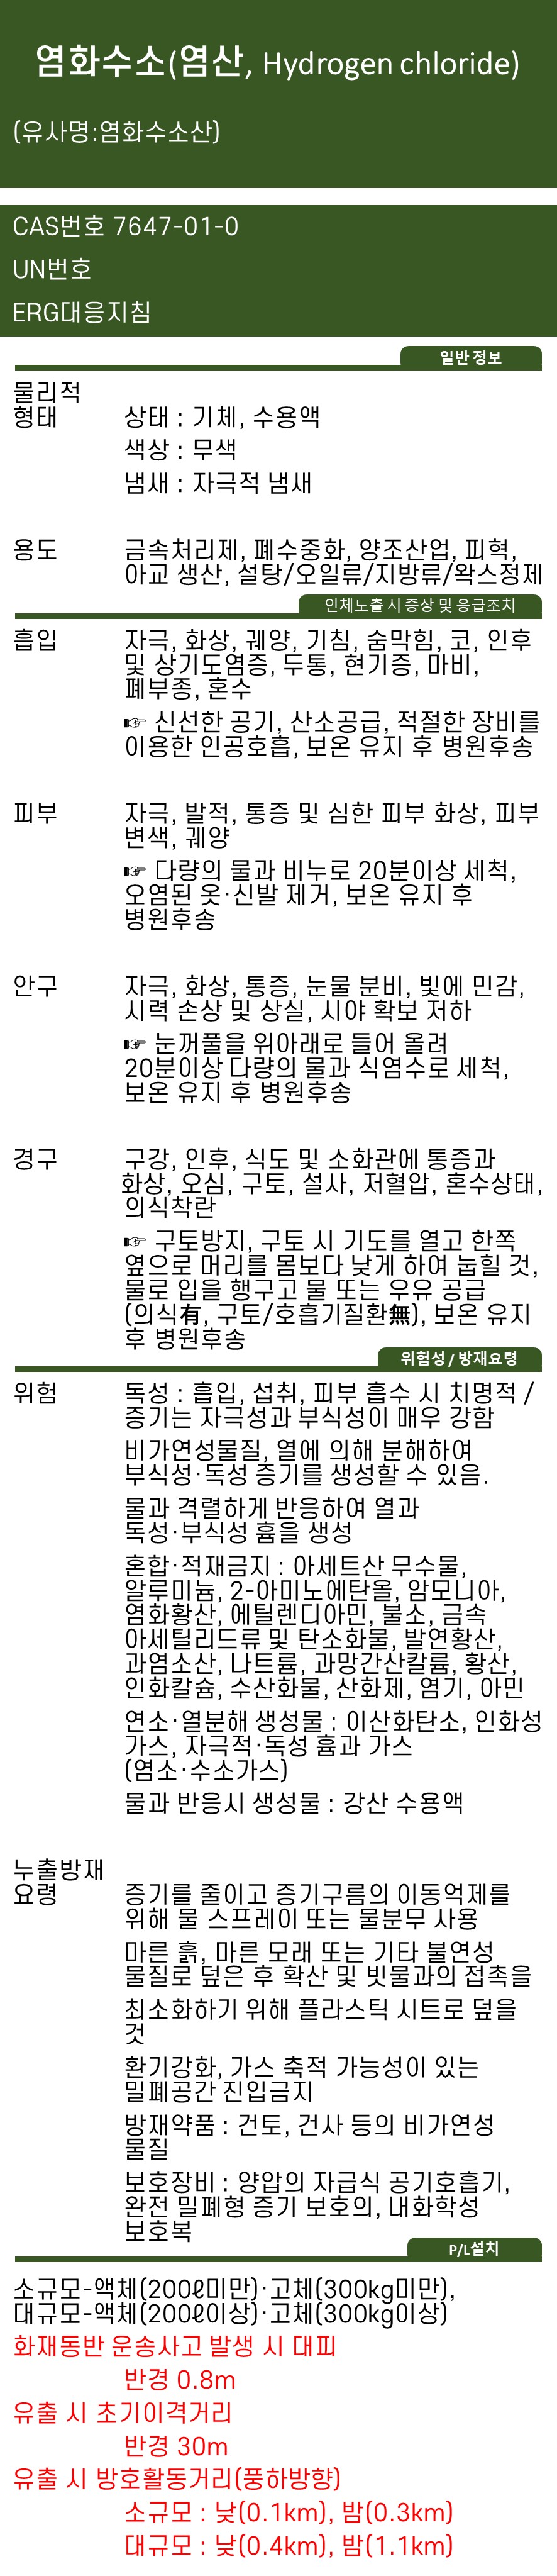 염화수소(염산, Hydrogen chloride)
(유사명:염화수소산)
CAS번호 7647-01-0
UN번호
ERG대응지침
일반 정보
물리적
형태 상태 : 기체, 수용액
색상 : 무색
냄새 : 자극적 냄새
용도 금속처리제, 폐수중화, 양조산업, 피혁,
아교 생산, 설탕/오일류/지방류/왁스정제
인체노출 시 증상 및 응급조치
흡입 자극, 화상, 궤양, 기침, 숨막힘, 코, 인후
및 상기도염증, 두통, 현기증, 마비,
폐부종, 혼수
☞ 신선한 공기, 산소공급, 적절한 장비를
이용한 인공호흡, 보온 유지 후 병원후송
피부 자극, 발적, 통증 및 심한 피부 화상, 피부
변색, 궤양
☞ 다량의 물과 비누로 20분이상 세척,
오염된 옷·신발 제거, 보온 유지 후
병원후송
안구 자극, 화상, 통증, 눈물 분비, 빛에 민감,
시력 손상 및 상실, 시야 확보 저하
☞ 눈꺼풀을 위아래로 들어 올려
20분이상 다량의 물과 식염수로 세척,
보온 유지 후 병원후송
경구 구강, 인후, 식도 및 소화관에 통증과
화상, 오심, 구토, 설사, 저혈압, 혼수상태,
의식착란
☞ 구토방지, 구토 시 기도를 열고 한쪽
옆으로 머리를 몸보다 낮게 하여 눕힐 것,
물로 입을 행구고 물 또는 우유 공급
(의식有, 구토/호흡기질환無), 보온 유지
후 병원후송
위험성 / 방재요령
위험 독성 : 흡입, 섭취, 피부 흡수 시 치명적 /
증기는 자극성과 부식성이 매우 강함
비가연성물질, 열에 의해 분해하여
부식성·독성 증기를 생성할 수 있음.
물과 격렬하게 반응하여 열과
독성·부식성 흄을 생성
혼합·적재금지 : 아세트산 무수물,
알루미늄, 2-아미노에탄올, 암모니아,
염화황산, 에틸렌디아민, 불소, 금속
아세틸리드류 및 탄소화물, 발연황산,
과염소산, 나트륨, 과망간산칼륨, 황산,
인화칼슘, 수산화물, 산화제, 염기, 아민
연소·열분해 생성물 : 이산화탄소, 인화성
가스, 자극적·독성 흄과 가스
(염소·수소가스)
물과 반응시 생성물 : 강산 수용액
누출방재
요령 증기를 줄이고 증기구름의 이동억제를
위해 물 스프레이 또는 물분무 사용
마른 흙, 마른 모래 또는 기타 불연성
물질로 덮은 후 확산 및 빗물과의 접촉을
최소화하기 위해 플라스틱 시트로 덮을
것
환기강화, 가스 축적 가능성이 있는
밀폐공간 진입금지
방재약품 : 건토, 건사 등의 비가연성
물질
보호장비 : 양압의 자급식 공기호흡기,
완전 밀폐형 증기 보호의, 내화학성
보호복
P/L설치
소규모-액체(200ℓ미만)·고체(300kg미만),
대규모-액체(200ℓ이상)·고체(300kg이상)
화재동반 운송사고 발생 시 대피
반경 0.8m
유출 시 초기이격거리
반경 30m
유출 시 방호활동거리(풍하방향)
소규모 : 낮(0.1km), 밤(0.3km)
대규모 : 낮(0.4km), 밤(1.1km)